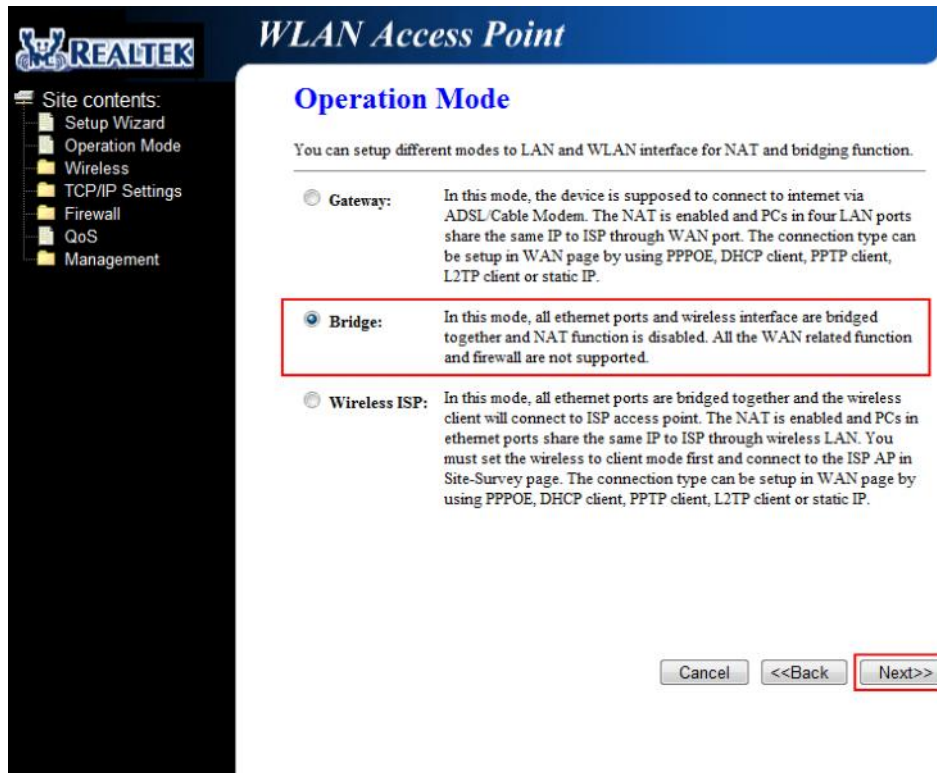 REALTEK
WLAN Access Point
Site contents:
Setup Wizard
Operation Mode
Wireless
TCP/IP Settings
Firewall
QoS
Management
Operation Mode
You can setup different modes to LAN and WLAN interface for NAT and bridging function.
Gateway:
In this mode, the device is supposed to connect to internet via
ADSL/Cable Modem. The NAT is enabled and PCs in four LAN ports
share the same IP to ISP through WAN port. The connection type can
be setup in WAN page by using PPPOE, DHCP client, PPTP client,
L2TP client or static IP.
Bridge:
In this mode, all ethernet ports and wireless interface are bridged
together and NAT function is disabled. All the WAN related function
and firewall are not supported.
Wireless ISP:
In this mode, all ethernet ports are bridged together and the wireless
client will connect to ISP access point. The NAT is enabled and PCs in
ethernet ports share the same IP to ISP through wireless LAN. You
must set the wireless to client mode first and connect to the ISP AP in
Site-Survey page. The connection type can be setup in WAN page by
using PPPOE, DHCP client, PPTP client, L2TP client or static IP.
Cancel <<Back Next>>